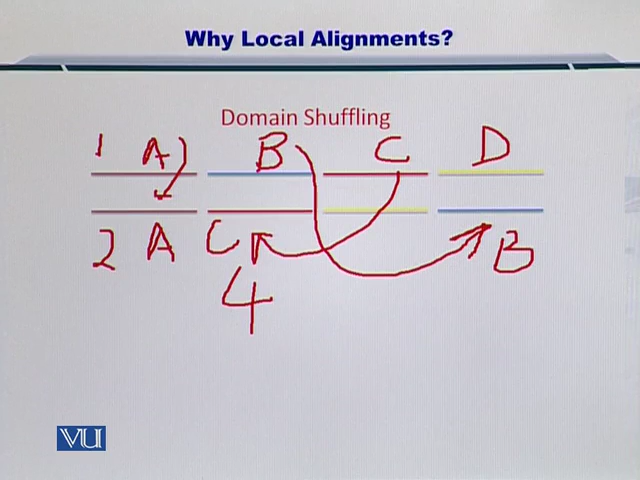 Why Local Alignments?
Domain Shuffling
1 A B C D
2 A C B
4
VU